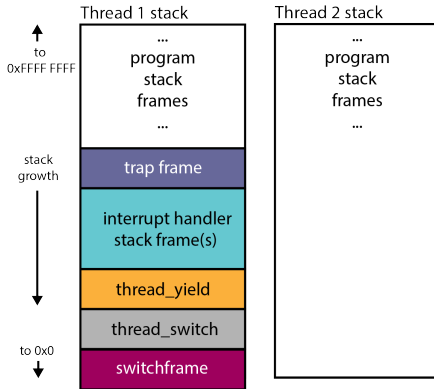 Thread 1 stack
Thread 2 stack
to
0xFFFF FFFF
...
program
stack
frames
...
...
program
stack
frames
...
stack
growth
trap frame
interrupt handler
stack frame(s)
thread_yield
thread_switch
to 0x0
switchframe